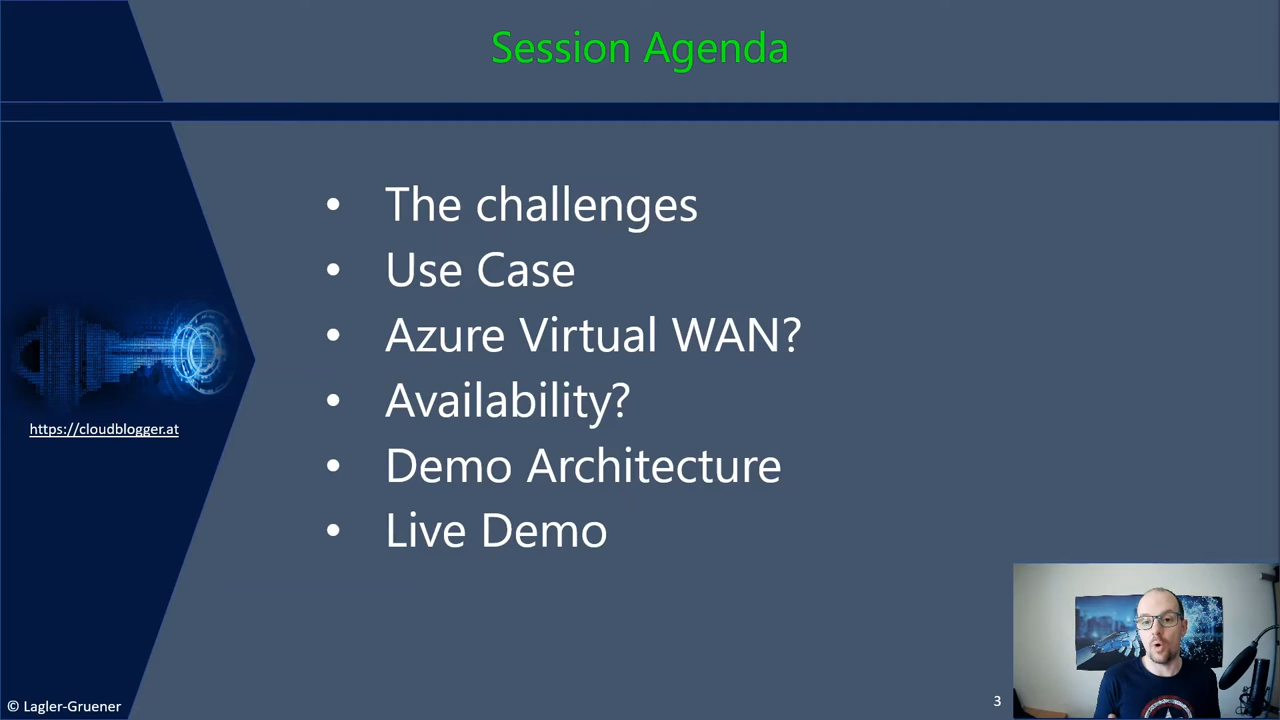 Session Agenda
• The challenges
• Use Case
• Azure Virtual WAN?
• Availability?
• Demo Architecture
• Live Demo
https://cloudblogger.at
© Lagler-Gruener
3